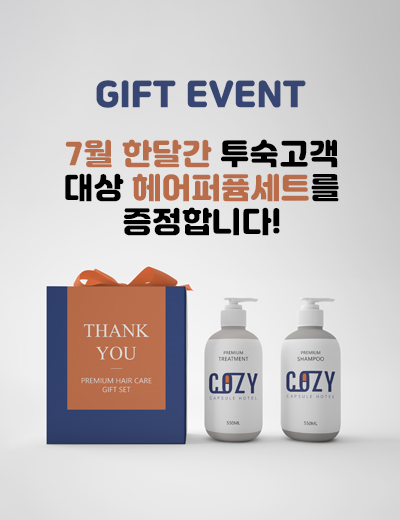 GIFT EVENT
7월 한달간 투숙고객
대상 헤어퍼퓸세트를
증정합니다!
THANK
YOU
PREMIUM HAIR CARE
GIFT SET
PREMIUM
TREATMENT
COZY
CAPSULE HOTEL
550ML
PREMIUM
SHAMPOO
COZY
CAPSULE HOTEL